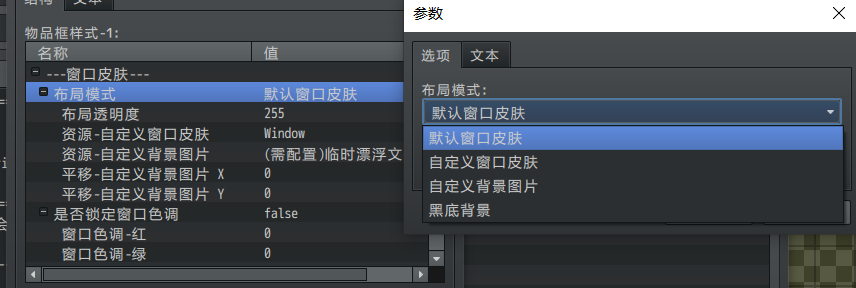 结构 文本
物品框样式-1:
名称 值
---窗口皮肤---
布局模式 默认窗口皮肤
布局透明度 255
资源-自定义窗口皮肤 Window
资源-自定义背景图片 (需配置)临时漂浮文
平移-自定义背景图片 X 0
平移-自定义背景图片 Y 0
是否锁定窗口色调 false
窗口色调-红 0
窗口色调-绿 0
参数
选项 文本
布局模式:
默认窗口皮肤
默认窗口皮肤
自定义窗口皮肤
自定义背景图片
黑底背景